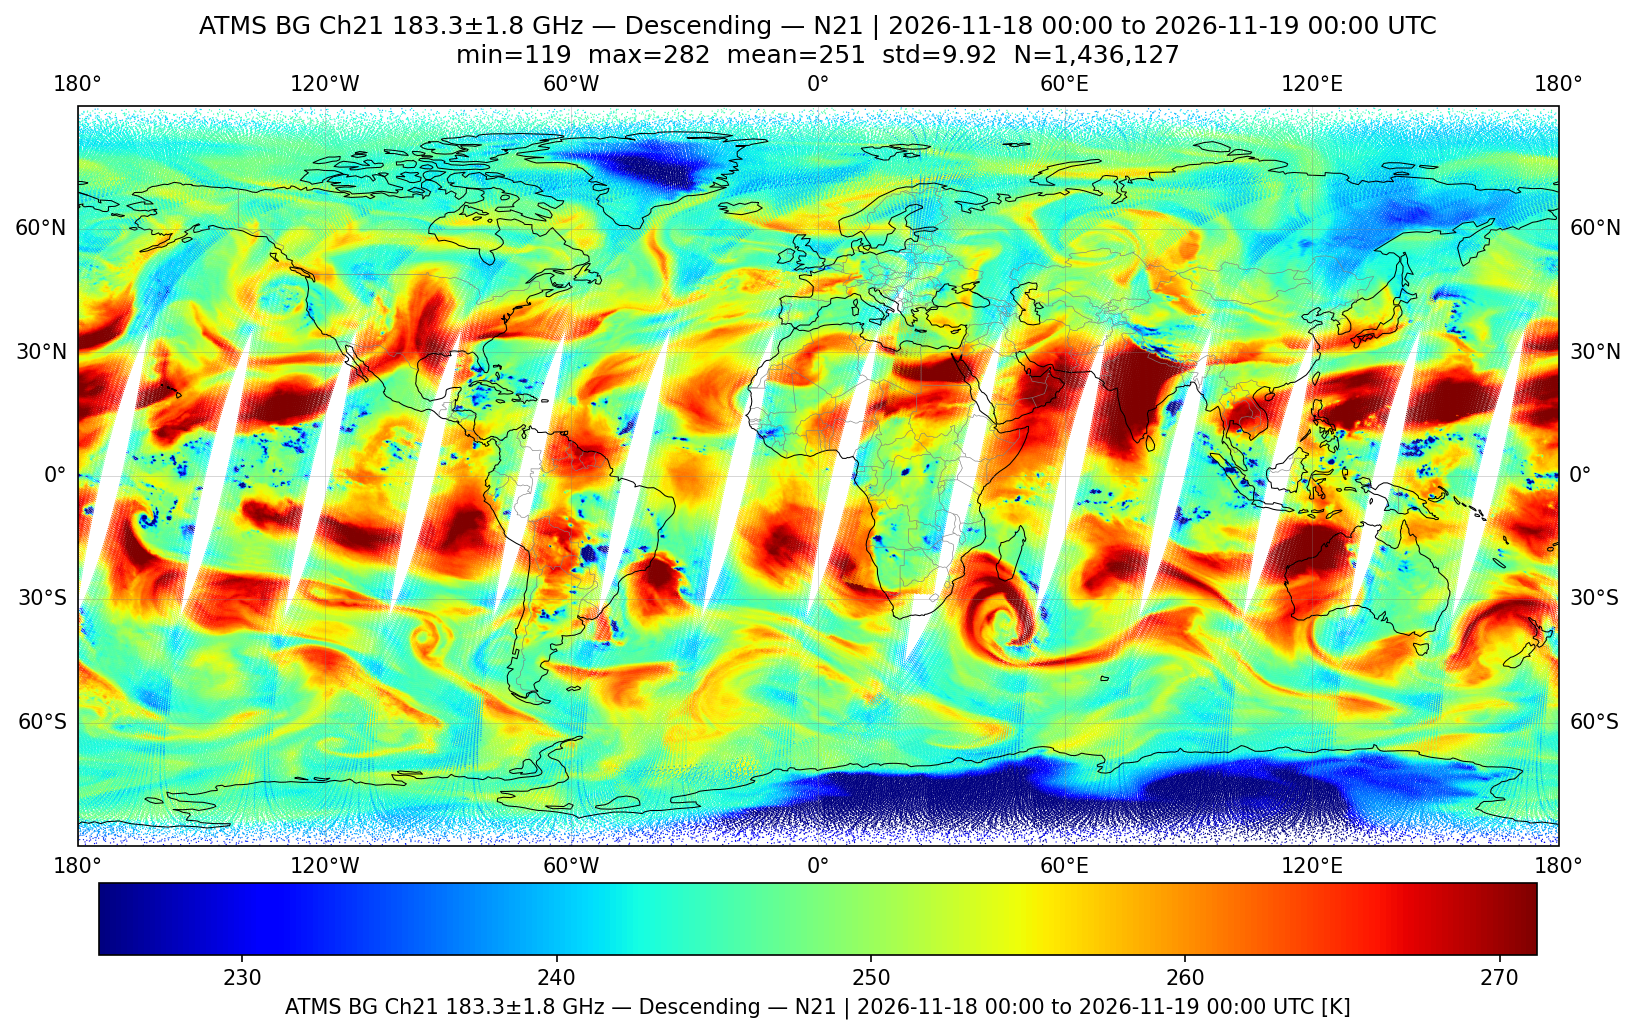 ATMS BG Ch21 183.3±1.8 GHz — Descending — N21 | 2026-11-18 00:00 to 2026-11-19 00:00 UTC
min=119 max=282 mean=251 std=9.92 N=1,436,127
180° 120°W 60°W 0° 60°E 120°E 180°
60°N 60°N
30°N 30°N
0° 0°
30°S 30°S
60°S 60°S
180° 120°W 60°W 0° 60°E 120°E 180°
230 240 250 260 270
ATMS BG Ch21 183.3±1.8 GHz — Descending — N21 | 2026-11-18 00:00 to 2026-11-19 00:00 UTC [K]